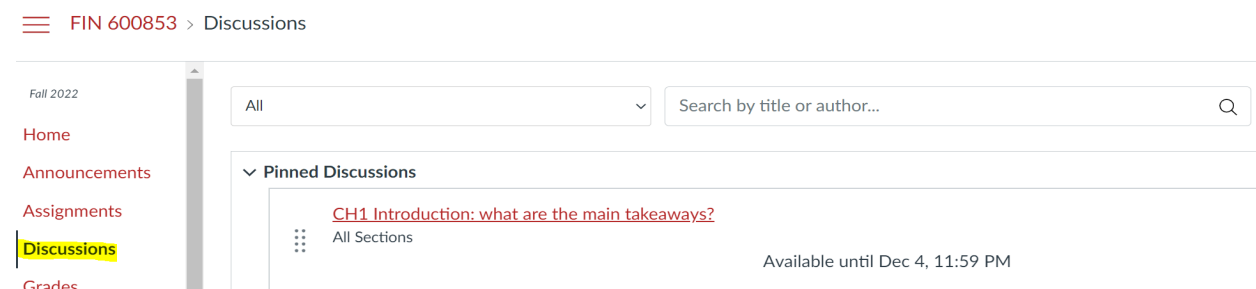 FIN 600853 > Discussions
Fall 2022
Home
Announcements
Assignments
Discussions
Grades
All
Search by title or author...
Pinned Discussions
CH1 Introduction: what are the main takeaways?
All Sections
Available until Dec 4, 11:59 PM